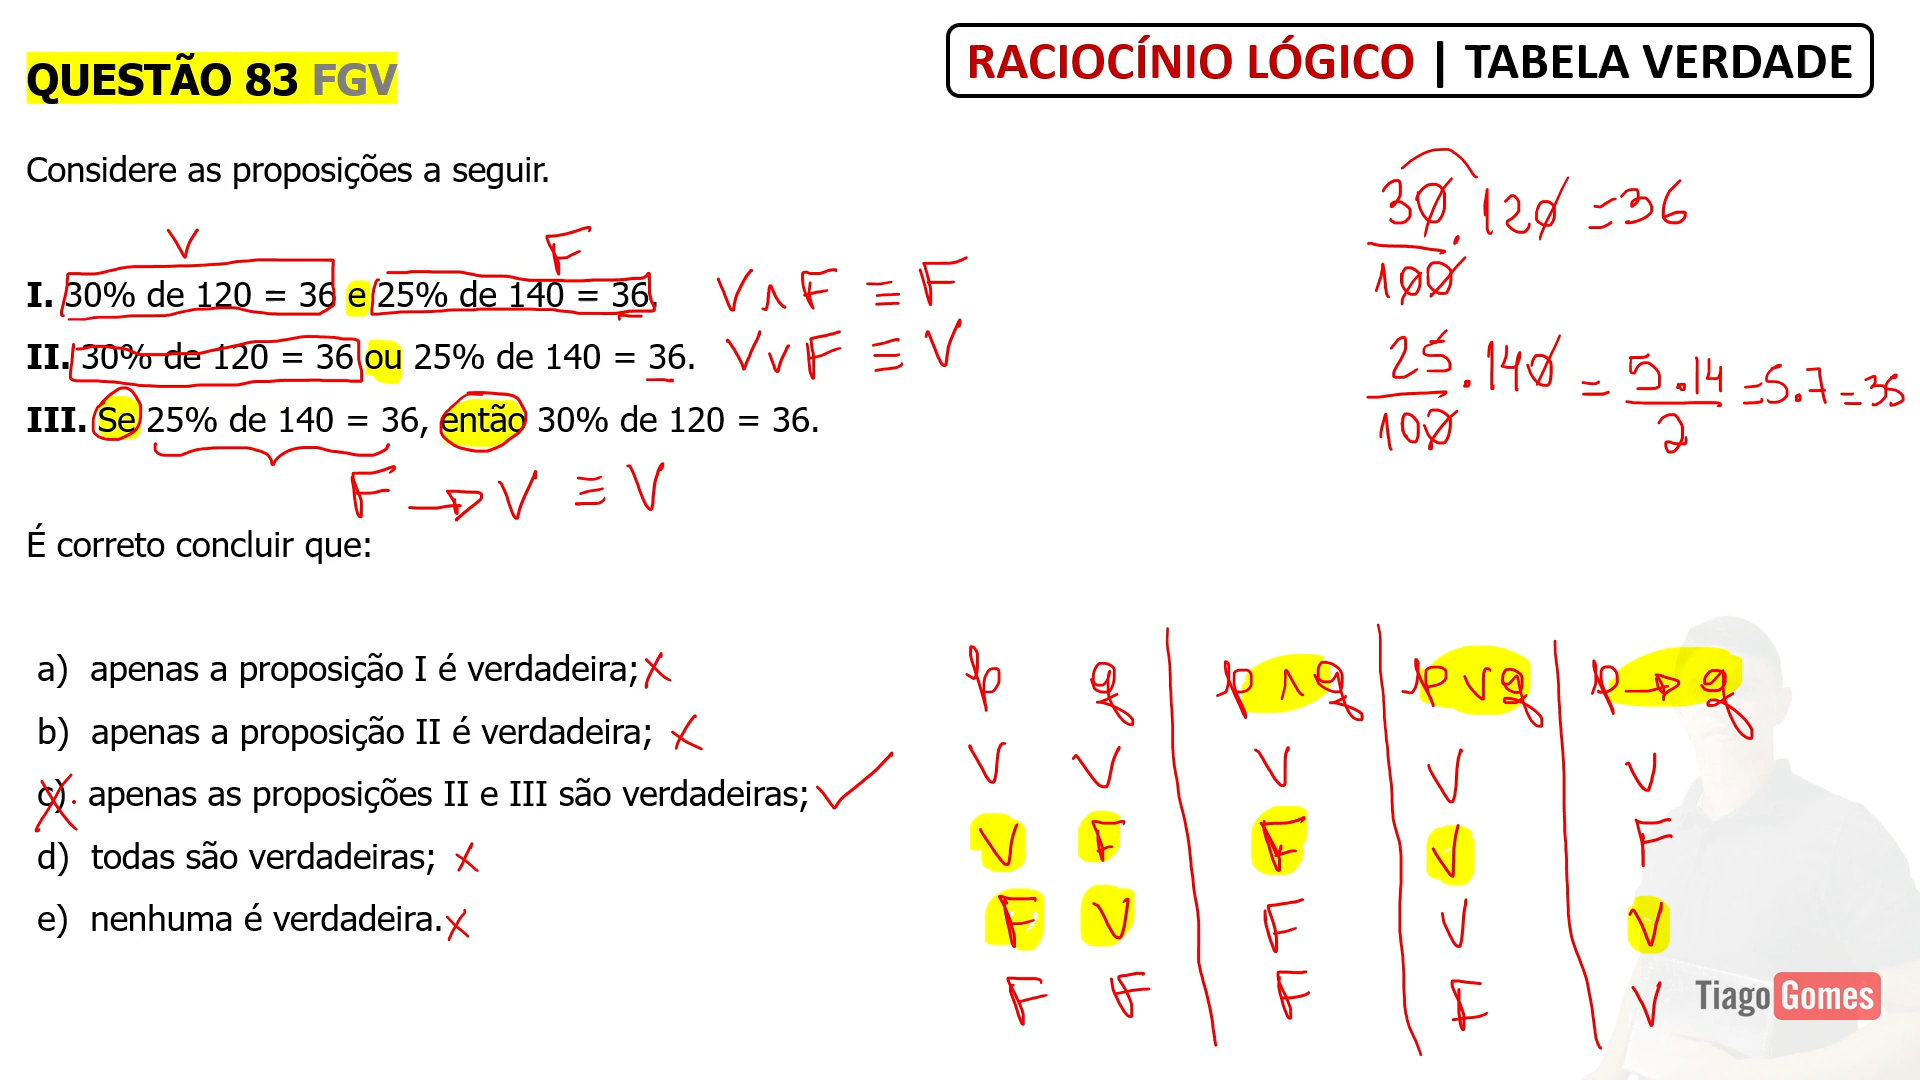 QUESTÃO 83 FGV
RACIOCÍNIO LÓGICO | TABELA VERDADE
Considere as proposições a seguir.
V F
I. 30% de 120 = 36 e 25% de 140 = 36. V ∧ F ≡ F
II. 30% de 120 = 36 ou 25% de 140 = 36. V ∨ F ≡ V
III. Se 25% de 140 = 36, então 30% de 120 = 36.
F → V ≡ V
30/100 . 120 = 36
25/100 . 140 = 5.14/2 = 5.7 = 35
É correto concluir que:
a) apenas a proposição I é verdadeira; x
b) apenas a proposição II é verdadeira; x
c) apenas as proposições II e III são verdadeiras; ✓
d) todas são verdadeiras; x
e) nenhuma é verdadeira. x
p q p ∧ q p ∨ q p → q
V V V V V
V F F V F
F V F V V
F F F F V
Tiago Gomes